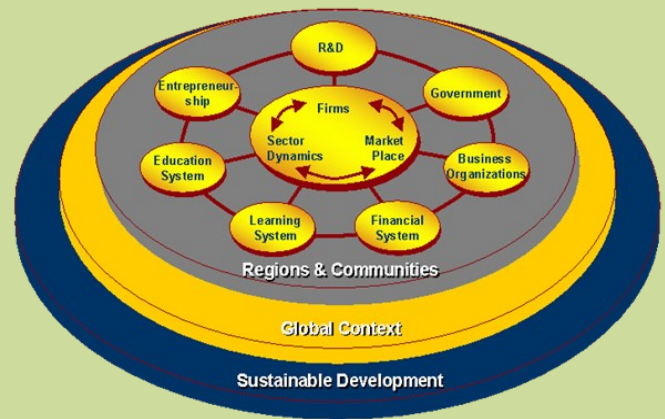 R&D
Entrepreneur-
ship
Government
Firms
Sector
Dynamics
Market
Place
Education
System
Business
Organizations
Learning
System
Financial
System
Regions & Communities
Global Context
Sustainable Development